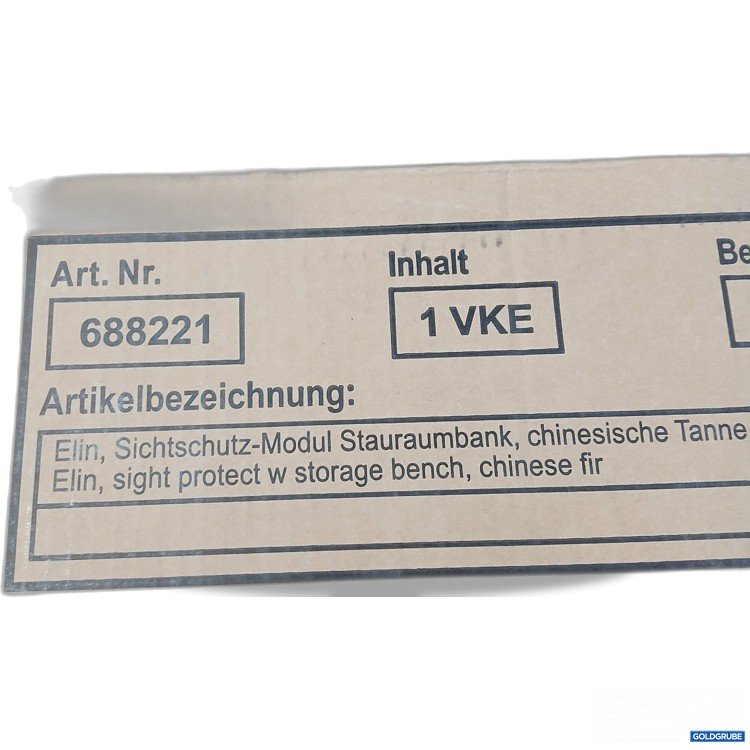 Art. Nr.
Inhalt
688221
1 VKE
Artikelbezeichnung:
Elin, Sichtschutz-Modul Stauraumbank, chinesische Tanne
Elin, sight protect w storage bench, chinese fir
GOLDGRUBE